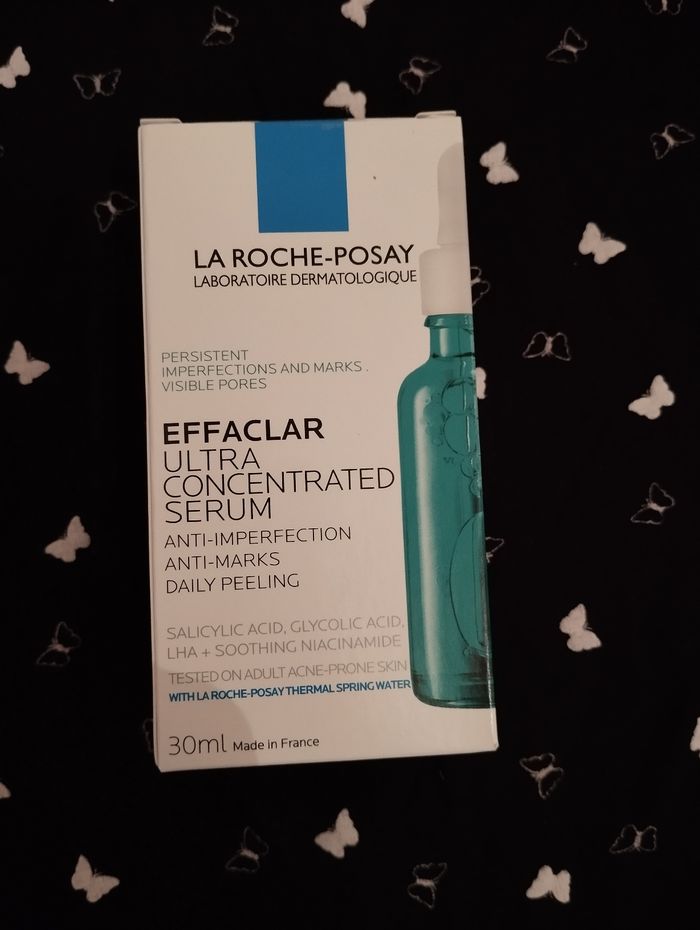 LA ROCHE-POSAY
LABORATOIRE DERMATOLOGIQUE
PERSISTENT
IMPERFECTIONS AND MARKS .
VISIBLE PORES
EFFACLAR
ULTRA
CONCENTRATED
SERUM
ANTI-IMPERFECTION
ANTI-MARKS
DAILY PEELING
SALICYLIC ACID, GLYCOLIC ACID,
LHA + SOOTHING NIACINAMIDE
TESTED ON ADULT ACNE-PRONE SKIN
WITH LA ROCHE-POSAY THERMAL SPRING WATER
30ml Made in France